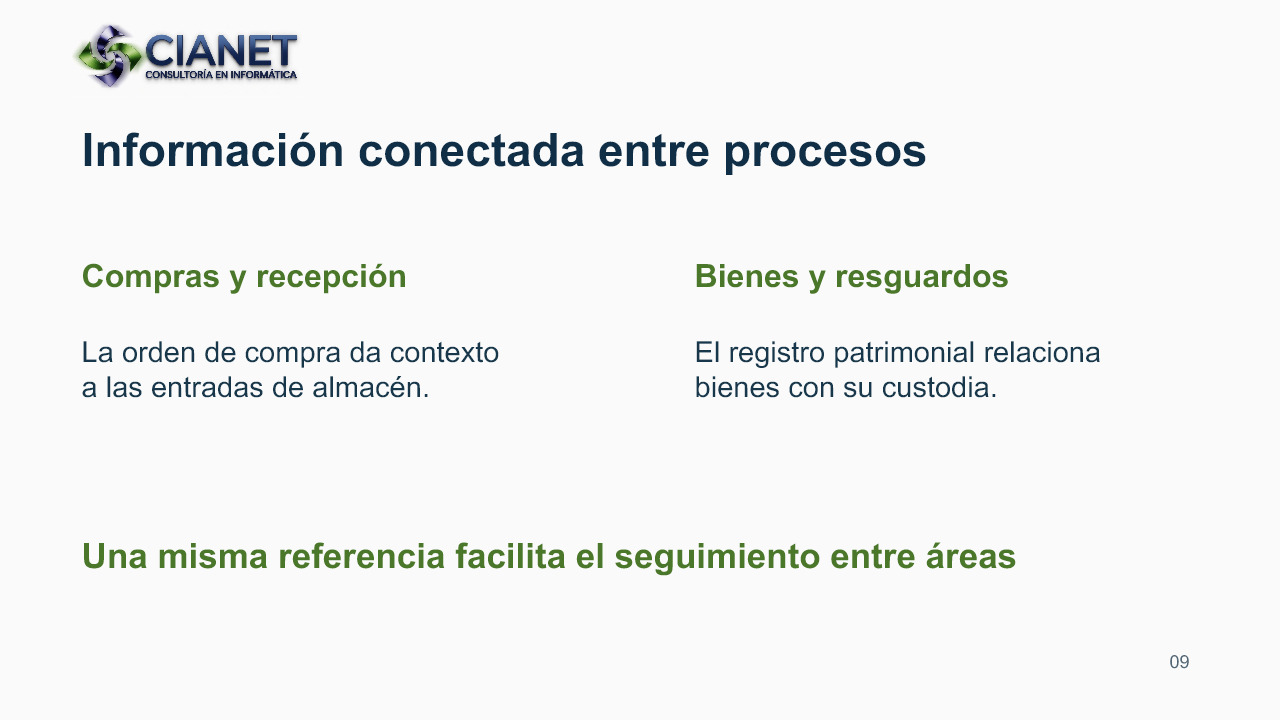 CIANET
CONSULTORÍA EN INFORMÁTICA
Información conectada entre procesos
Compras y recepción
La orden de compra da contexto
a las entradas de almacén.
Bienes y resguardos
El registro patrimonial relaciona
bienes con su custodia.
Una misma referencia facilita el seguimiento entre áreas
09